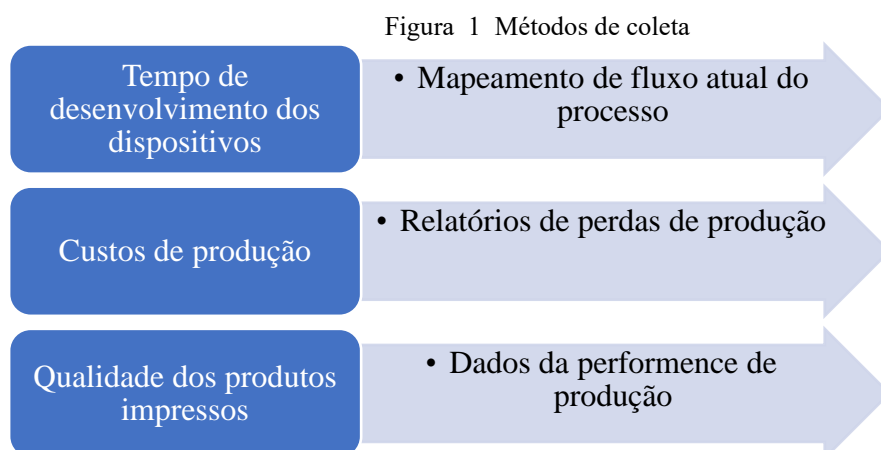 Figura 1 Métodos de coleta
Tempo de
desenvolvimento dos
dispositivos
• Mapeamento de fluxo atual do
processo
Custos de produção
• Relatórios de perdas de produção
Qualidade dos produtos
impressos
• Dados da performence de
produção